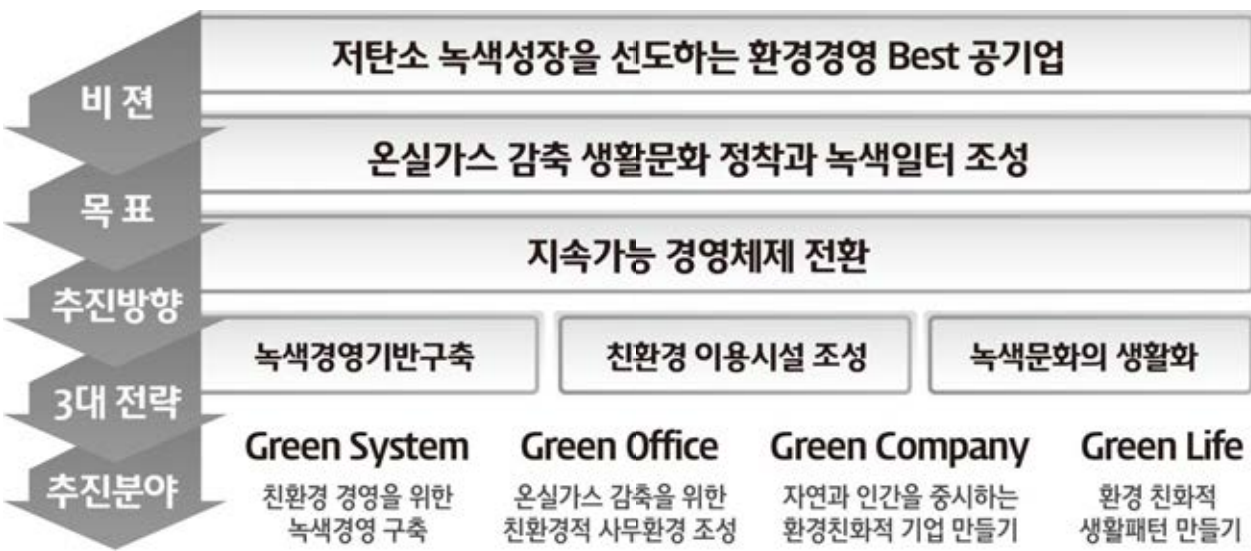 비 젼
저탄소 녹색성장을 선도하는 환경경영 Best 공기업
목 표
온실가스 감축 생활문화 정착과 녹색일터 조성
추진방향
지속가능 경영체제 전환
3대 전략
녹색경영기반구축
친환경 이용시설 조성
녹색문화의 생활화
추진분야
Green System
친환경 경영을 위한
녹색경영 구축
Green Office
온실가스 감축을 위한
친환경적 사무환경 조성
Green Company
자연과 인간을 중시하는
환경친화적 기업 만들기
Green Life
환경 친화적
생활패턴 만들기